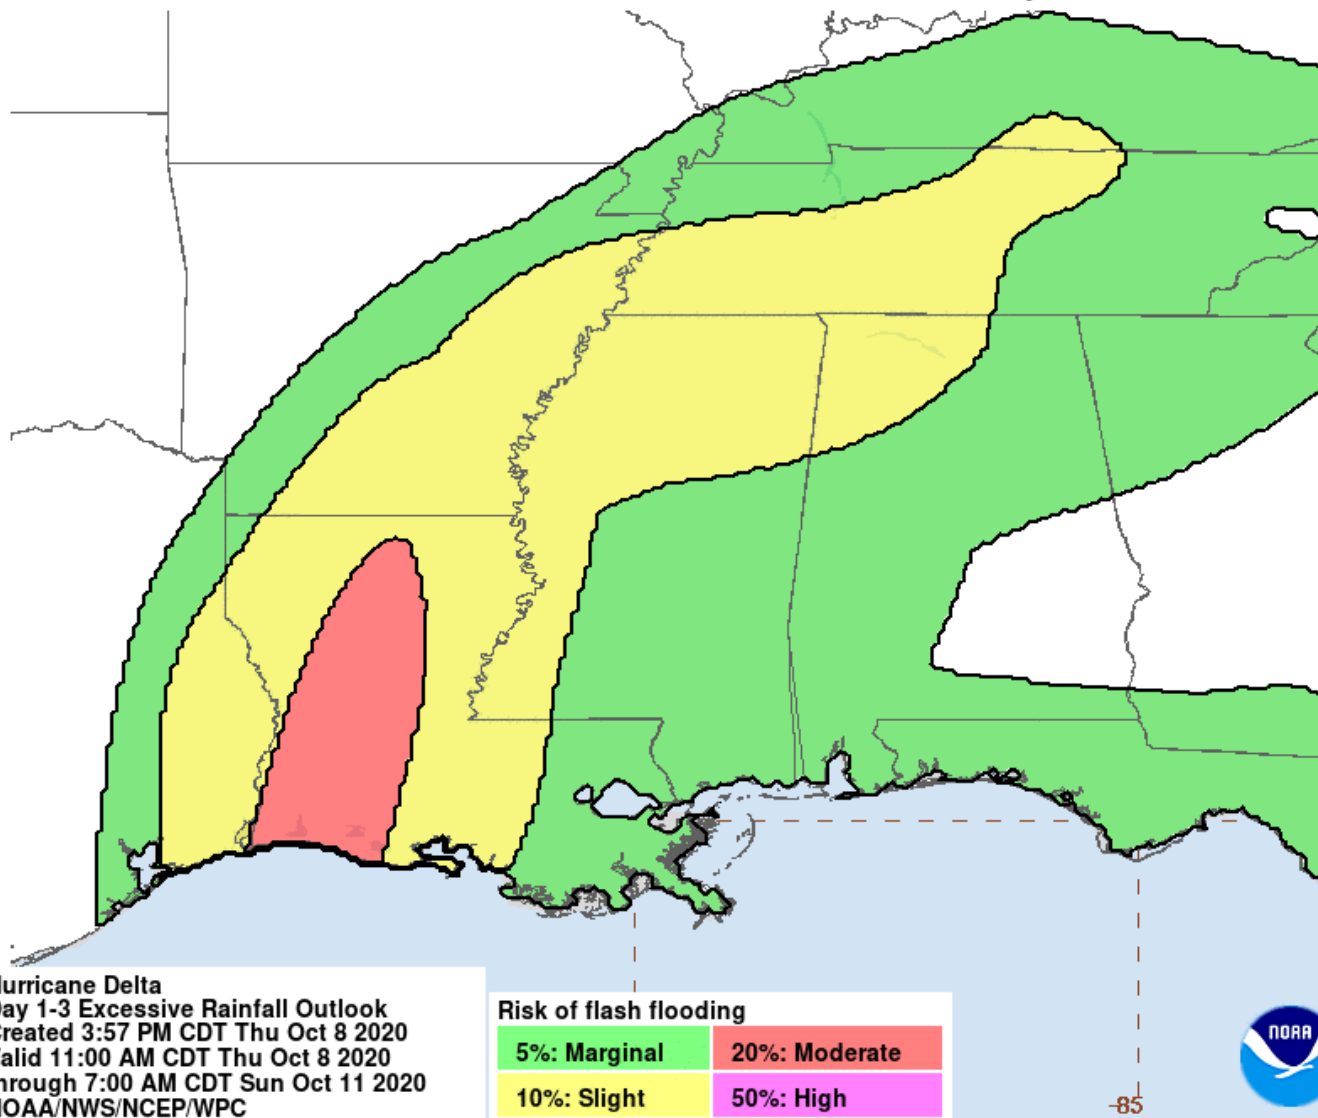 urricane Delta
ay 1-3 Excessive Rainfall Outlook
reated 3:57 PM CDT Thu Oct 8 2020
alid 11:00 AM CDT Thu Oct 8 2020
hrough 7:00 AM CDT Sun Oct 11 2020
NOAA/NWS/NCEP/WPC
Risk of flash flooding
5%: Marginal
20%: Moderate
10%: Slight
50%: High
-85
NOAA